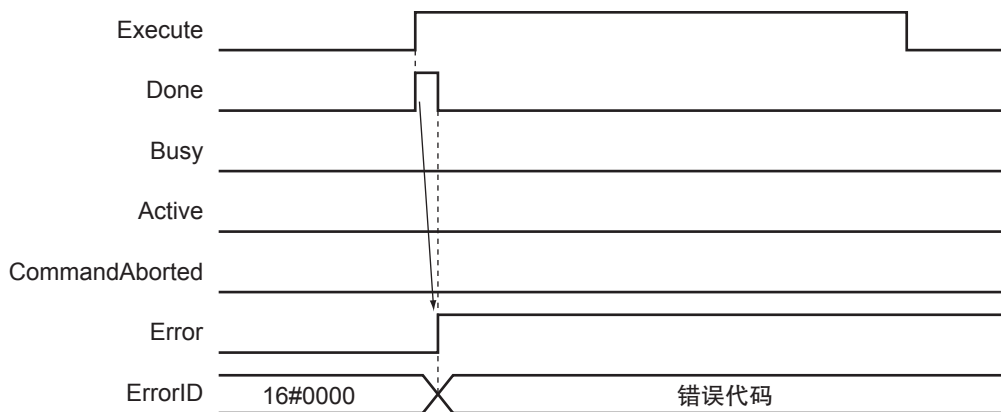 Execute
Done
Busy
Active
CommandAborted
Error
ErrorID 16#0000 错误代码